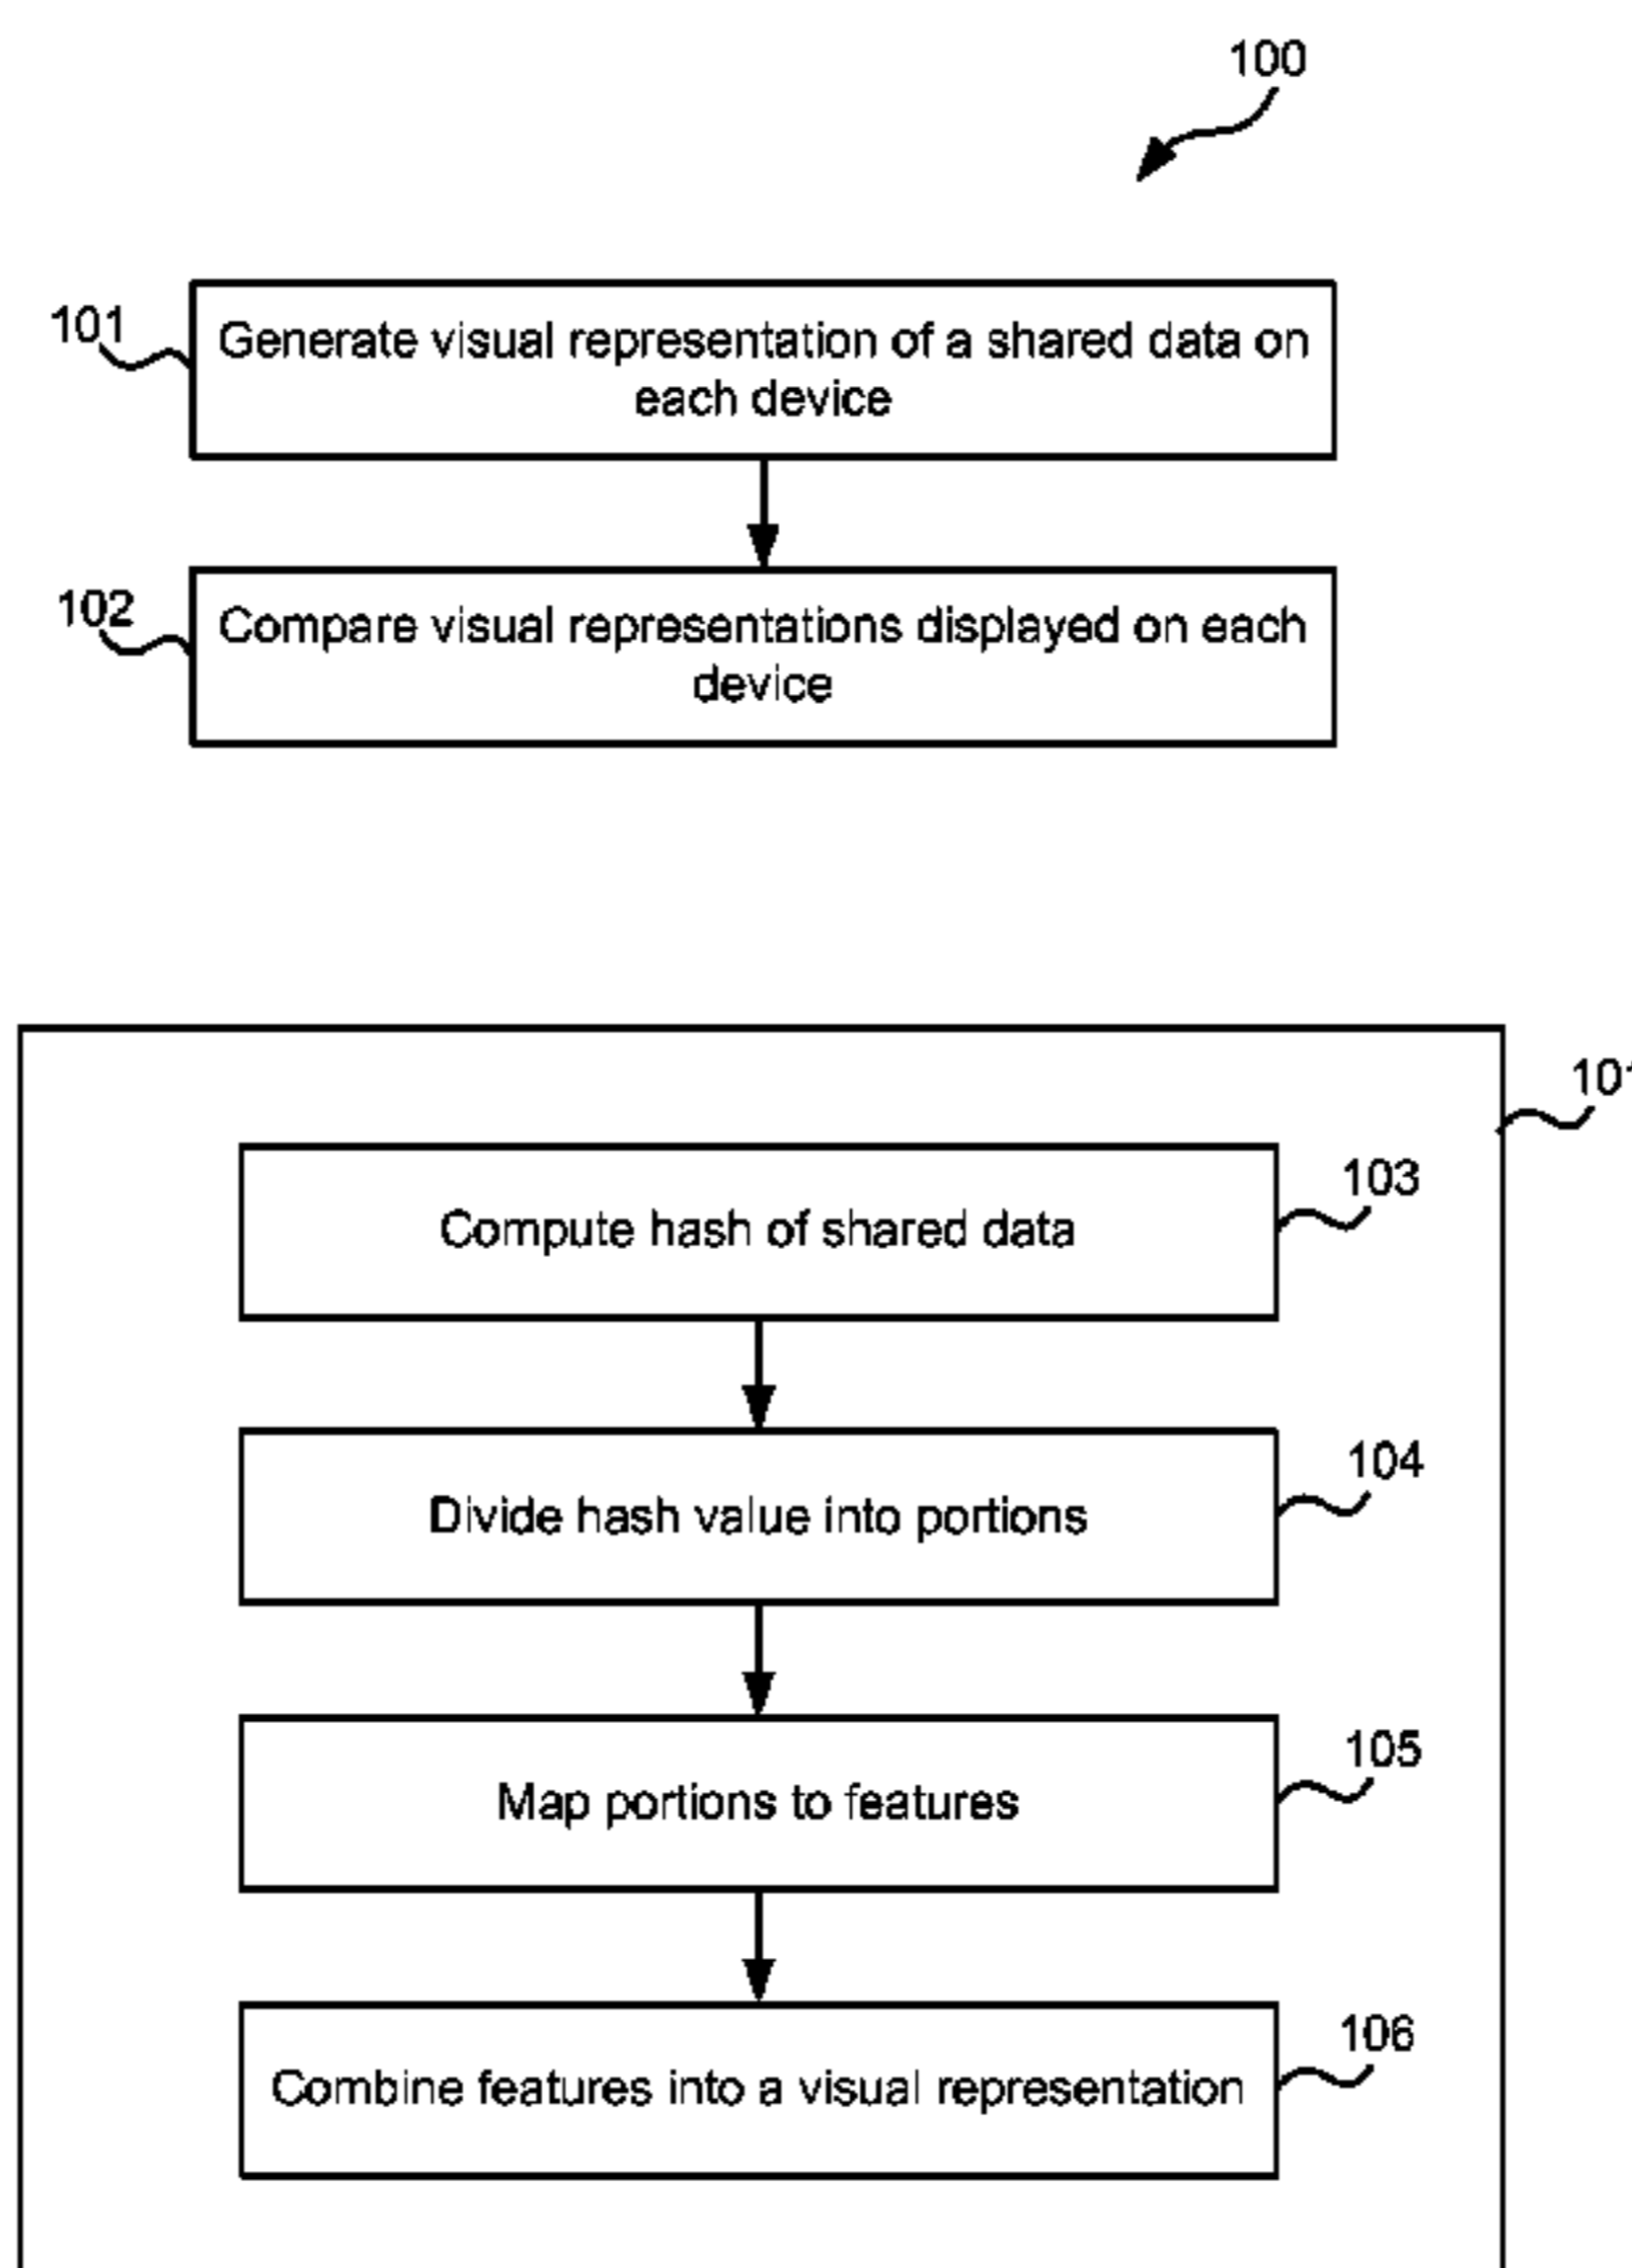 100
101
Generate visual representation of a shared data on
each device
102
Compare visual representations displayed on each
device
101
Compute hash of shared data
103
Divide hash value into portions
104
Map portions to features
105
Combine features into a visual representation
106